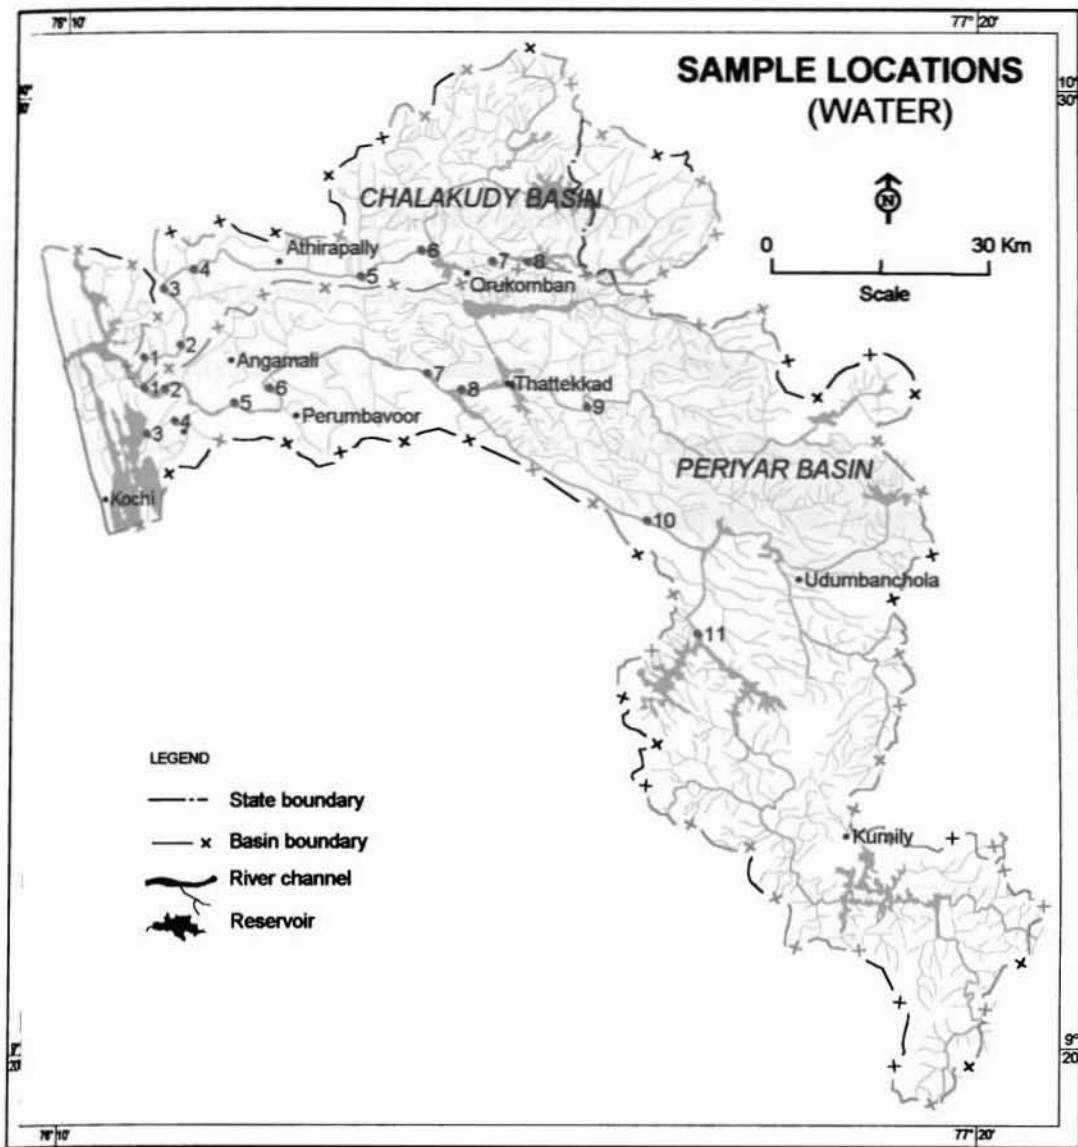 76° 10'
77° 20'
SAMPLE LOCATIONS
(WATER)
10°
30'
N
CHALAKUDY BASIN
0 30 Km
Scale
Athirapally
6
7
8
4
5
Orukomban
3
2
1
Angamali
7
Thattekkad
1
2
6
8
9
5
Perumbavoor
4
3
PERIYAR BASIN
Kochi
10
Udumbanchola
11
LEGEND
State boundary
Basin boundary
River channel
Reservoir
Kumily
9°
20'
76° 10'
77° 20'